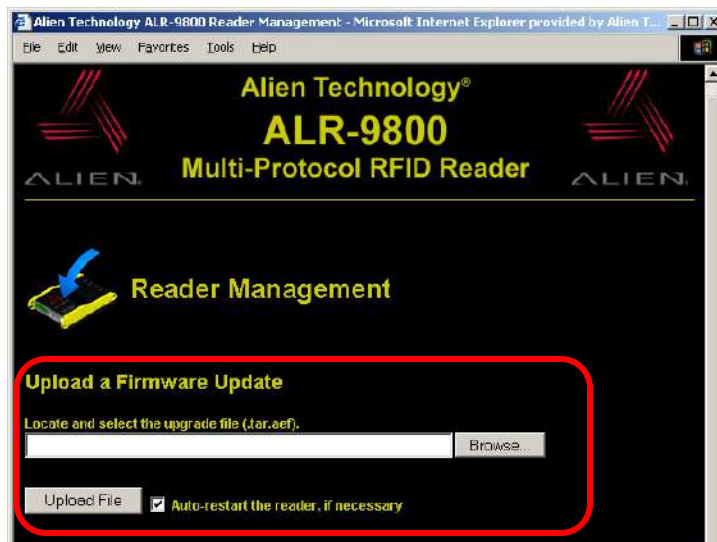 Alien Technology ALR-9800 Reader Management - Microsoft Internet Explorer provided by Alien T...
File Edit View Favorites Tools Help
Alien Technology®
ALR-9800
Multi-Protocol RFID Reader
ALIEN.
ALIEN.
Reader Management
Upload a Firmware Update
Locate and select the upgrade file (.tar.aef).
Browse...
Upload File
Auto-restart the reader, if necessary